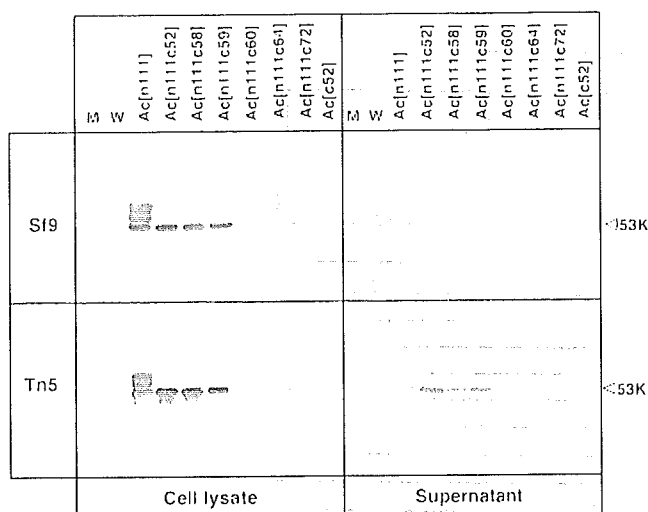 M W Ac[n111] Ac[n111c52] Ac[n111c58] Ac[n111c59] Ac[n111c60] Ac[n111c64] Ac[n111c72] Ac[c52] M W Ac[n111] Ac[n111c52] Ac[n111c58] Ac[n111c59] Ac[n111c60] Ac[n111c64] Ac[n111c72] Ac[c52]
Sf9 53K
Tn5 <53K
Cell lysate Supernatant